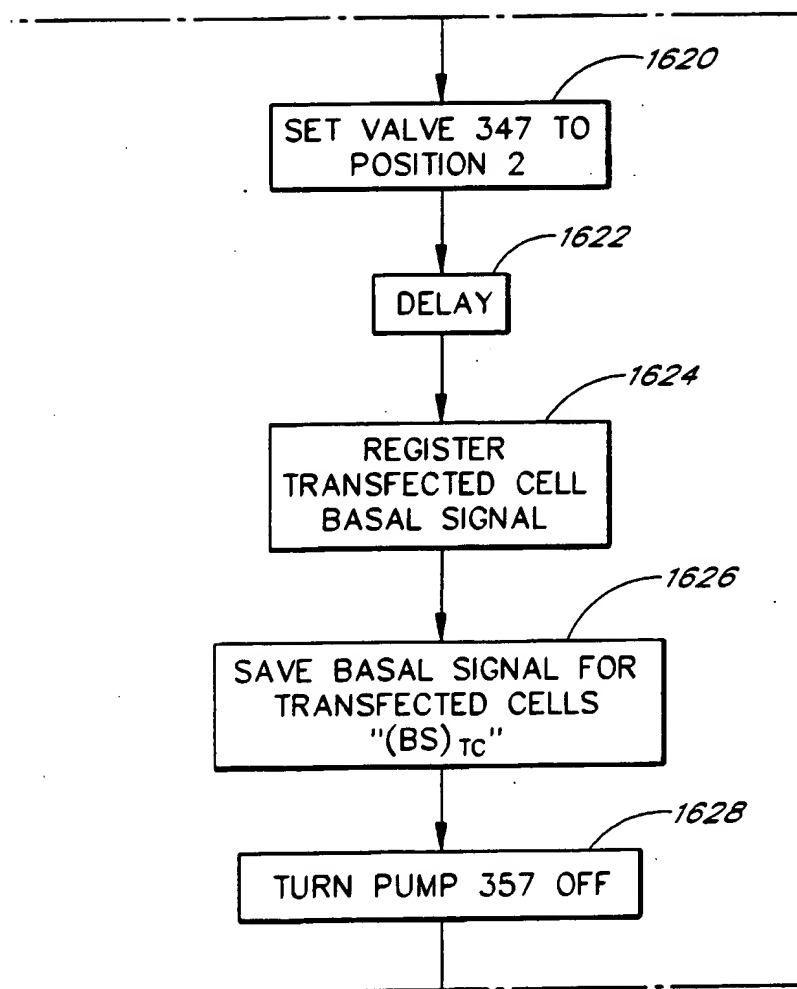 1620
SET VALVE 347 TO
POSITION 2
1622
DELAY
1624
REGISTER
TRANSFECTED CELL
BASAL SIGNAL
1626
SAVE BASAL SIGNAL FOR
TRANSFECTED CELLS
"(BS)TC"
1628
TURN PUMP 357 OFF